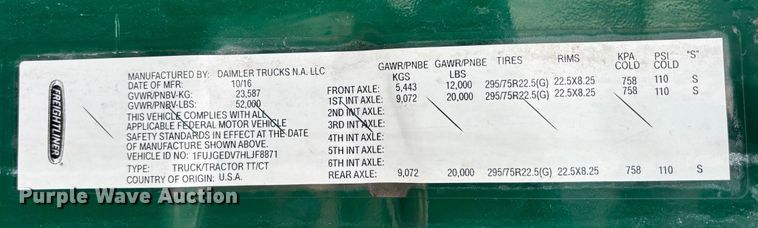 FREIGHTLINER
MANUFACTURED BY: DAIMLER TRUCKS N.A. LLC
DATE OF MFR: 10/16
GVWR/PNBV-KG: 23,587
GVWR/PNBV-LBS: 52,000
THIS VEHICLE COMPLIES WITH ALL
APPLICABLE FEDERAL MOTOR VEHICLE
SAFETY STANDARDS IN EFFECT AT THE DATE
OF MANUFACTURE SHOWN ABOVE.
VEHICLE ID NO: 1FUJGEDV7HLJF8871
TYPE: TRUCK/TRACTOR TT/CT
COUNTRY OF ORIGIN: U.S.A.
GAWR/PNBE GAWR/PNBE TIRES RIMS KPA PSI "S"
KGS LBS COLD COLD
FRONT AXLE: 5,443 12,000 295/75R22.5(G) 22.5X8.25 758 110 S
1ST INT AXLE: 9,072 20,000 295/75R22.5(G) 22.5X8.25 758 110 S
2ND INT AXLE:
3RD INT AXLE:
4TH INT AXLE:
5TH INT AXLE:
6TH INT AXLE:
REAR AXLE: 9,072 20,000 295/75R22.5(G) 22.5X8.25 758 110 S
Purple Wave Auction